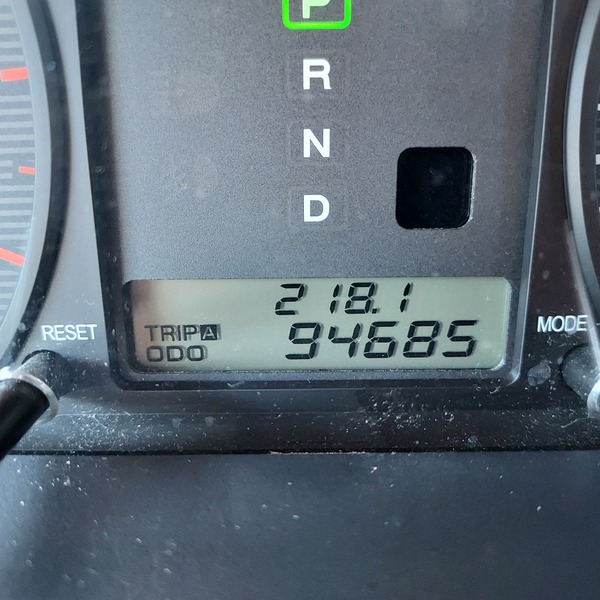 P
R
N
D
218.1
RESET
TRIP A
ODO
94685
MODE